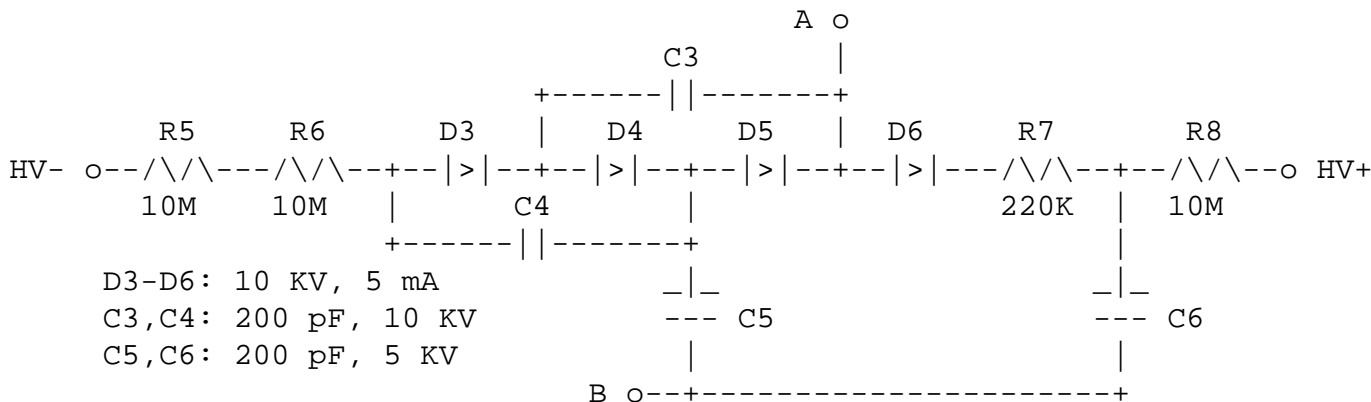 A o
                                         C3          |
                                  +------||-------+
          R5       R6        D3   |   D4       D5   |   D6       R7        R8
HV- o--/\/\---/\/\--+--|>|--+--|>|--+--|>|--+--|>|---/\/\--+--/\/\--o HV+
         10M      10M    |       C4       |                    220K   |  10M
                         +------||-------+                            |
      D3-D6: 10 KV, 5 mA                _|_                          _|_
      C3,C4: 200 pF, 10 KV              --- C5                       --- C6
      C5,C6: 200 pF, 5 KV                |                            |
                                   B o--+----------------------+